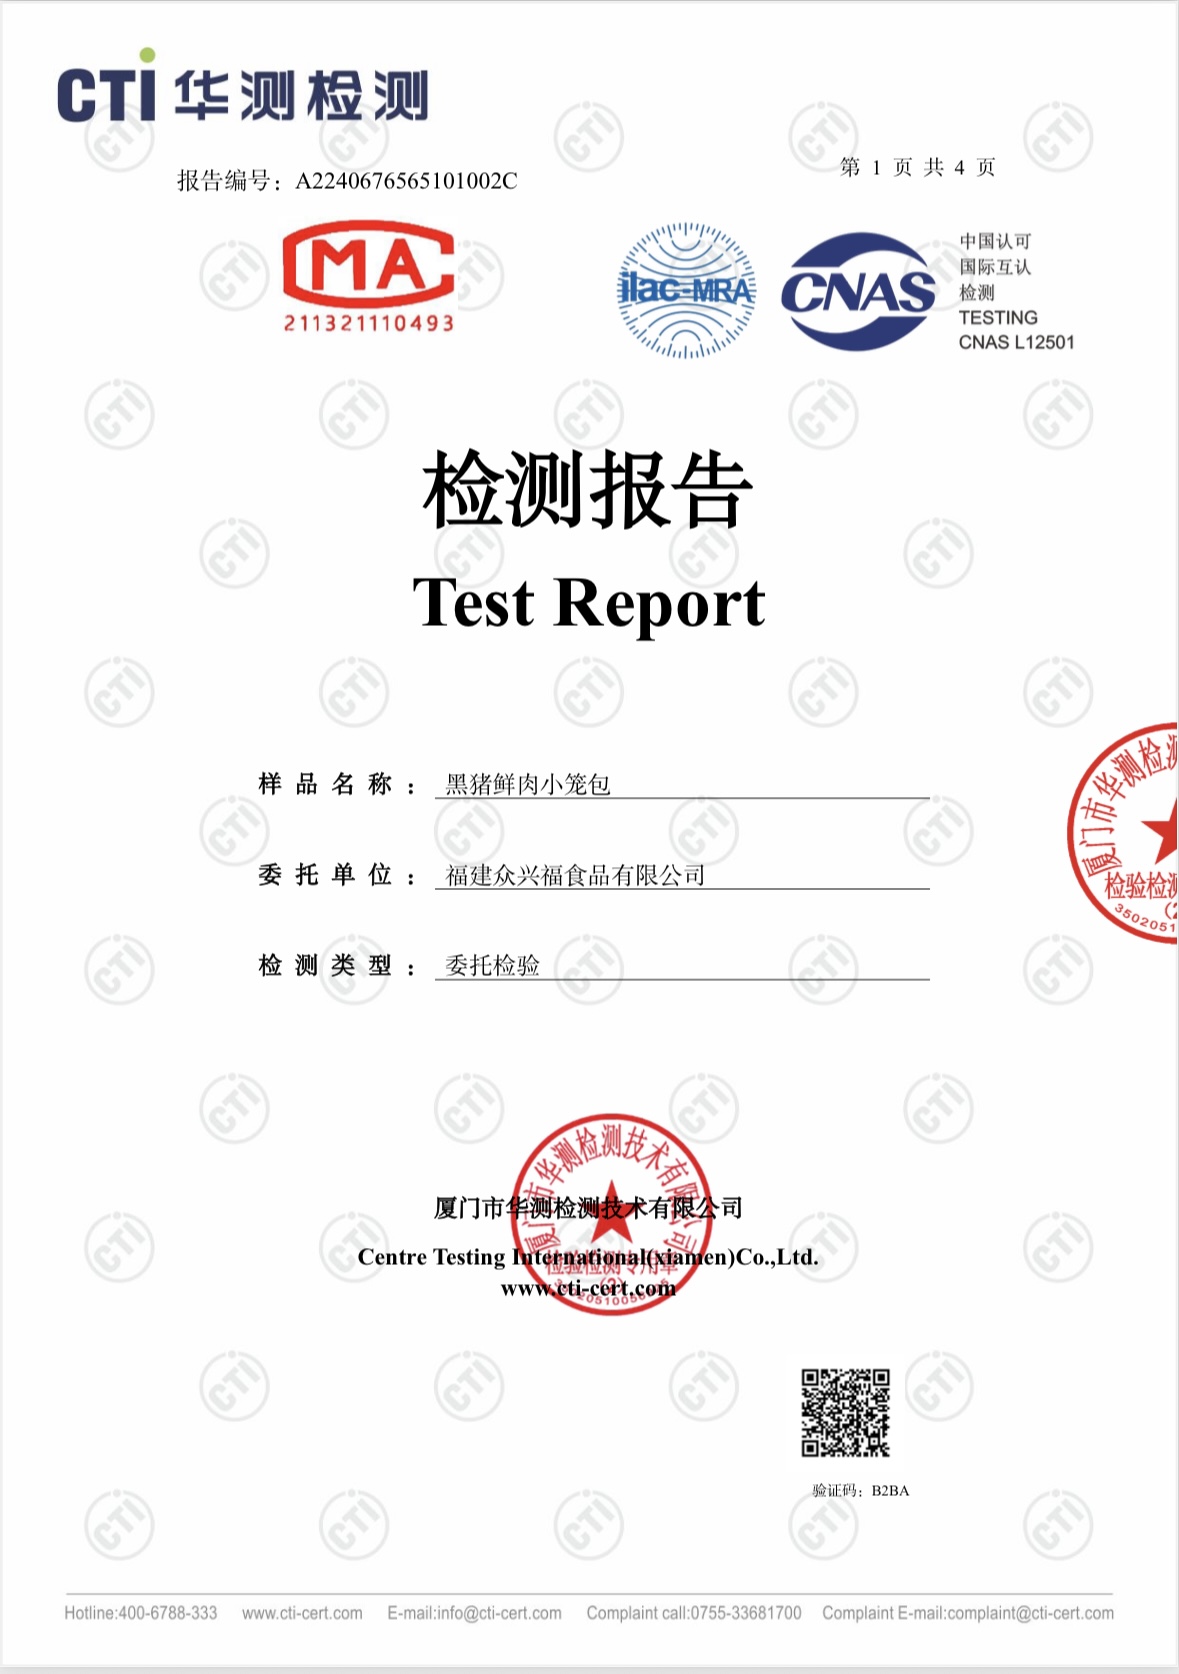 CTI 华测检测
报告编号：A2240676565101002C
第 1 页 共 4 页
MA
211321110493
ilac-MRA
CNAS
中国认可
国际互认
检测
TESTING
CNAS L12501
检测报告
Test Report
样品名称：黑猪鲜肉小笼包
委托单位：福建众兴福食品有限公司
检测类型：委托检验
厦门市华测检
检验检测
(2
3502051
厦门市华测检测技术有限公司
厦门市华测检测技术有限公司
Centre Testing International(xiamen)Co.,Ltd.
检验检测专用章
www.cti-cert.com
(2)
验证码：B2BA
Hotline:400-6788-333 www.cti-cert.com E-mail:info@cti-cert.com Complaint call:0755-33681700 Complaint E-mail:complaint@cti-cert.com